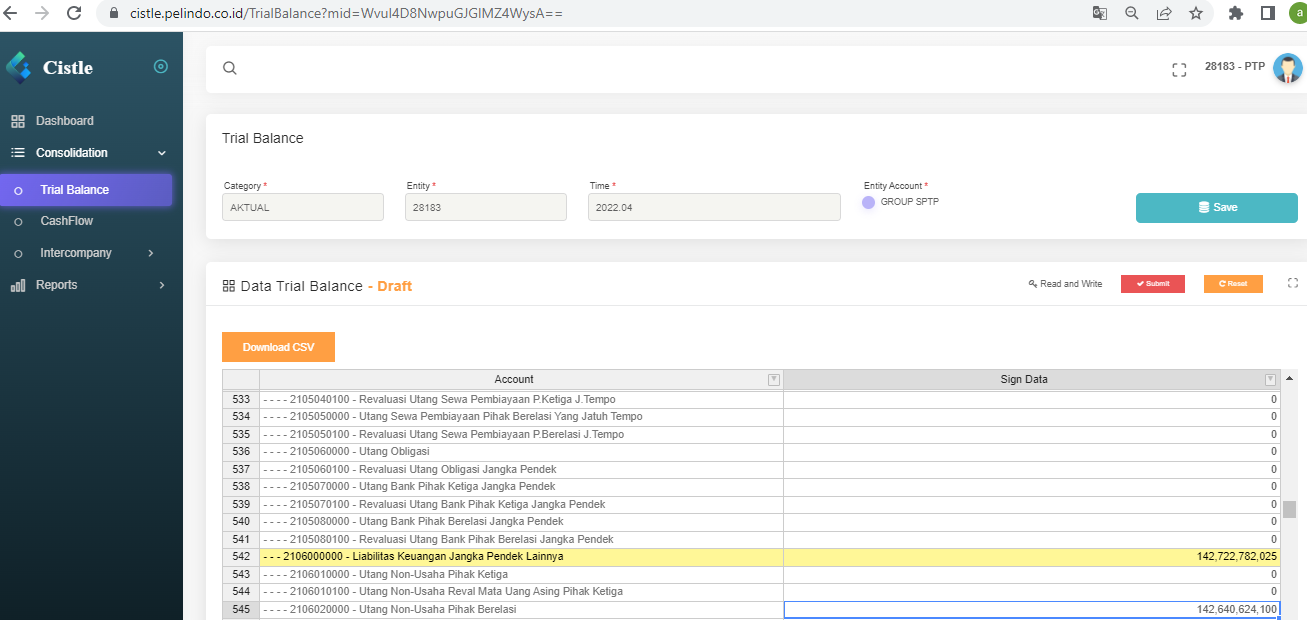 cistle.pelindo.co.id/TrialBalance?mid=Wvul4D8NwpuGJGIMZ4WysA==
a
Cistle
28183 - PTP
Dashboard
Consolidation
Trial Balance
CashFlow
Intercompany
Reports
Trial Balance
Category *
Entity *
Time *
Entity Account *
AKTUAL
28183
2022.04
GROUP SPTP
Save
Data Trial Balance - Draft
Read and Write
Submit
Reset
Download CSV
Account
Sign Data
533 - - - - 2105040100 - Revaluasi Utang Sewa Pembiayaan P.Ketiga J.Tempo 0
534 - - - - 2105050000 - Utang Sewa Pembiayaan Pihak Berelasi Yang Jatuh Tempo 0
535 - - - - 2105050100 - Revaluasi Utang Sewa Pembiayaan P.Berelasi J.Tempo 0
536 - - - - 2105060000 - Utang Obligasi 0
537 - - - - 2105060100 - Revaluasi Utang Obligasi Jangka Pendek 0
538 - - - - 2105070000 - Utang Bank Pihak Ketiga Jangka Pendek 0
539 - - - - 2105070100 - Revaluasi Utang Bank Pihak Ketiga Jangka Pendek 0
540 - - - - 2105080000 - Utang Bank Pihak Berelasi Jangka Pendek 0
541 - - - - 2105080100 - Revaluasi Utang Bank Pihak Berelasi Jangka Pendek 0
542 - - - 2106000000 - Liabilitas Keuangan Jangka Pendek Lainnya 142,722,782,025
543 - - - - 2106010000 - Utang Non-Usaha Pihak Ketiga 0
544 - - - - 2106010100 - Utang Non-Usaha Reval Mata Uang Asing Pihak Ketiga 0
545 - - - - 2106020000 - Utang Non-Usaha Pihak Berelasi 142,640,624,100